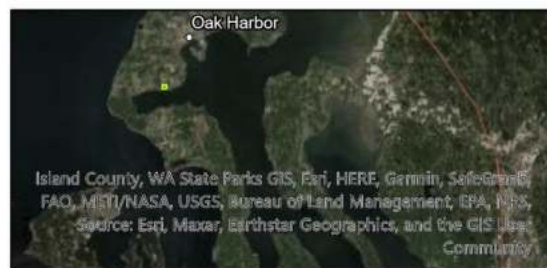 Oak Harbor
Island County, WA State Parks GIS, Esri, HERE, Garmin, SafeGraph,
FAO, METI/NASA, USGS, Bureau of Land Management, EPA, NPS,
Source: Esri, Maxar, Earthstar Geographics, and the GIS User
Community